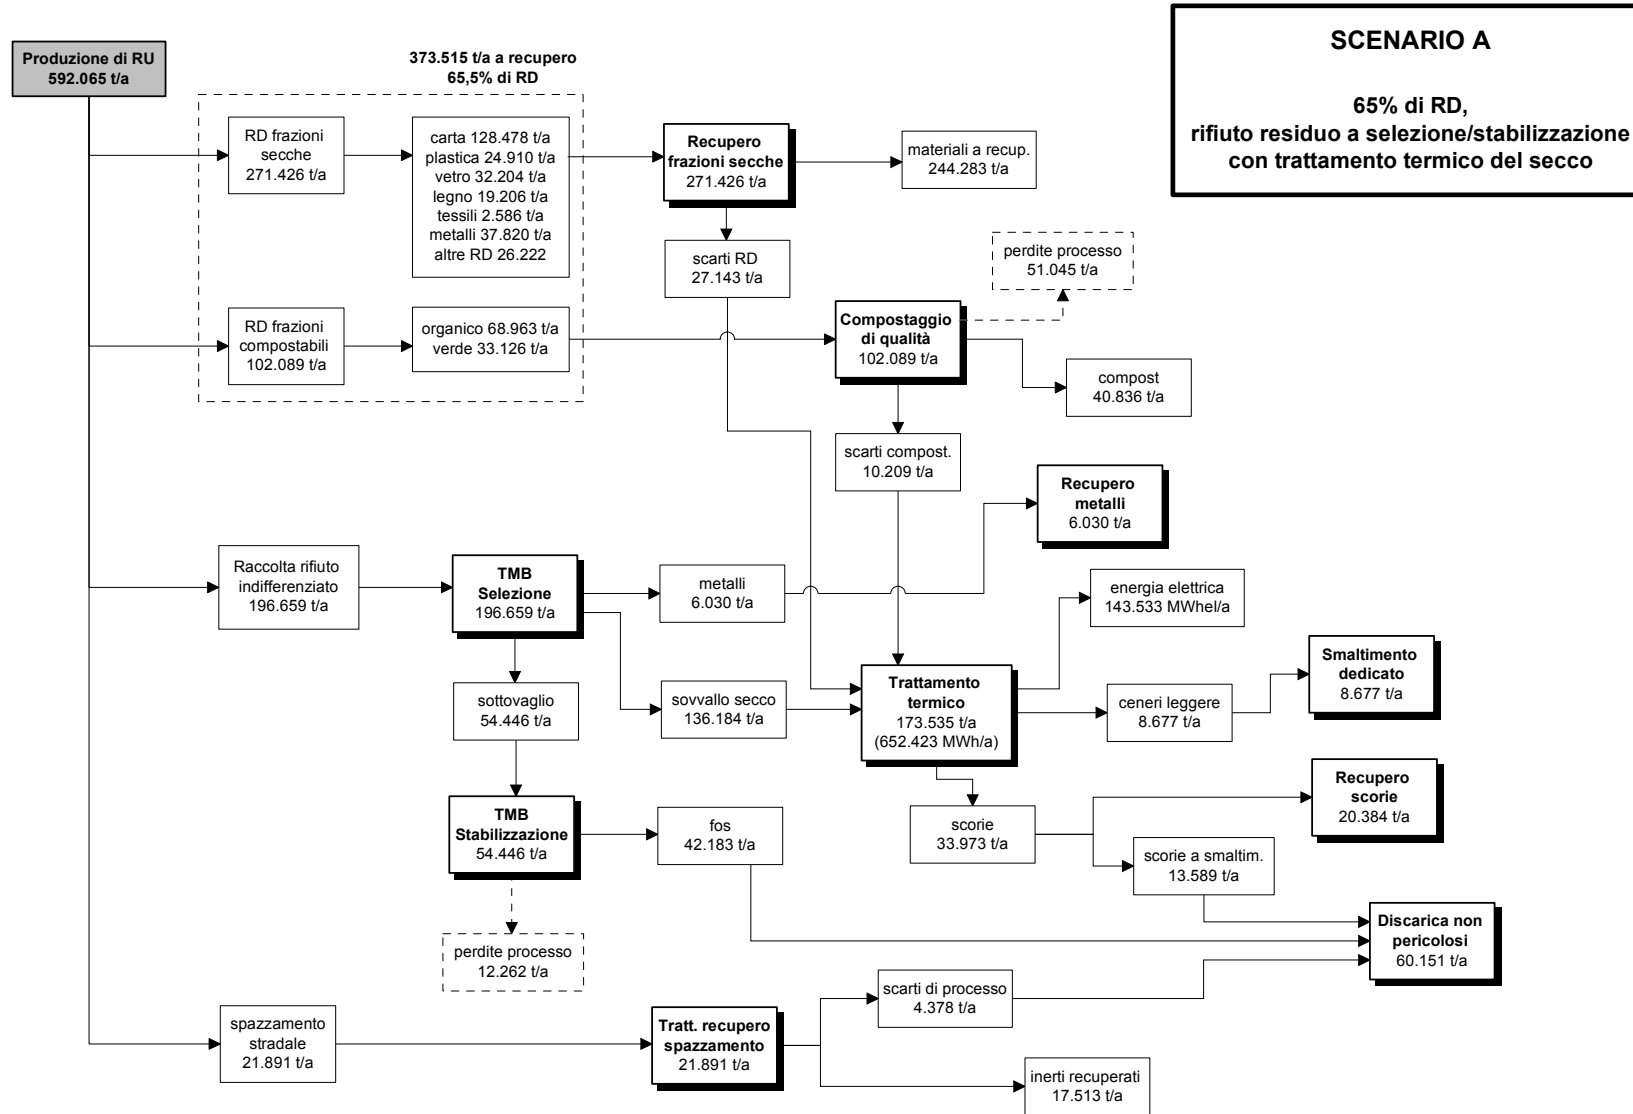 SCENARIO A
65% di RD,
rifiuto residuo a selezione/stabilizzazione
con trattamento termico del secco
Produzione di RU
592.065 t/a
373.515 t/a a recupero
65,5% di RD
RD frazioni
secche
271.426 t/a
carta 128.478 t/a
plastica 24.910 t/a
vetro 32.204 t/a
legno 19.206 t/a
tessili 2.586 t/a
metalli 37.820 t/a
altre RD 26.222
Recupero
frazioni secche
271.426 t/a
materiali a recup.
244.283 t/a
scarti RD
27.143 t/a
perdite processo
51.045 t/a
RD frazioni
compostabili
102.089 t/a
organico 68.963 t/a
verde 33.126 t/a
Compostaggio
di qualità
102.089 t/a
compost
40.836 t/a
scarti compost.
10.209 t/a
Recupero
metalli
6.030 t/a
Raccolta rifiuto
indifferenziato
196.659 t/a
TMB
Selezione
196.659 t/a
metalli
6.030 t/a
energia elettrica
143.533 MWhel/a
sottovaglio
54.446 t/a
sovvallo secco
136.184 t/a
Trattamento
termico
173.535 t/a
(652.423 MWh/a)
ceneri leggere
8.677 t/a
Smaltimento
dedicato
8.677 t/a
TMB
Stabilizzazione
54.446 t/a
fos
42.183 t/a
scorie
33.973 t/a
Recupero
scorie
20.384 t/a
scorie a smaltim.
13.589 t/a
perdite processo
12.262 t/a
Discarica non
pericolosi
60.151 t/a
spazzamento
stradale
21.891 t/a
Tratt. recupero
spazzamento
21.891 t/a
scarti di processo
4.378 t/a
inerti recuperati
17.513 t/a